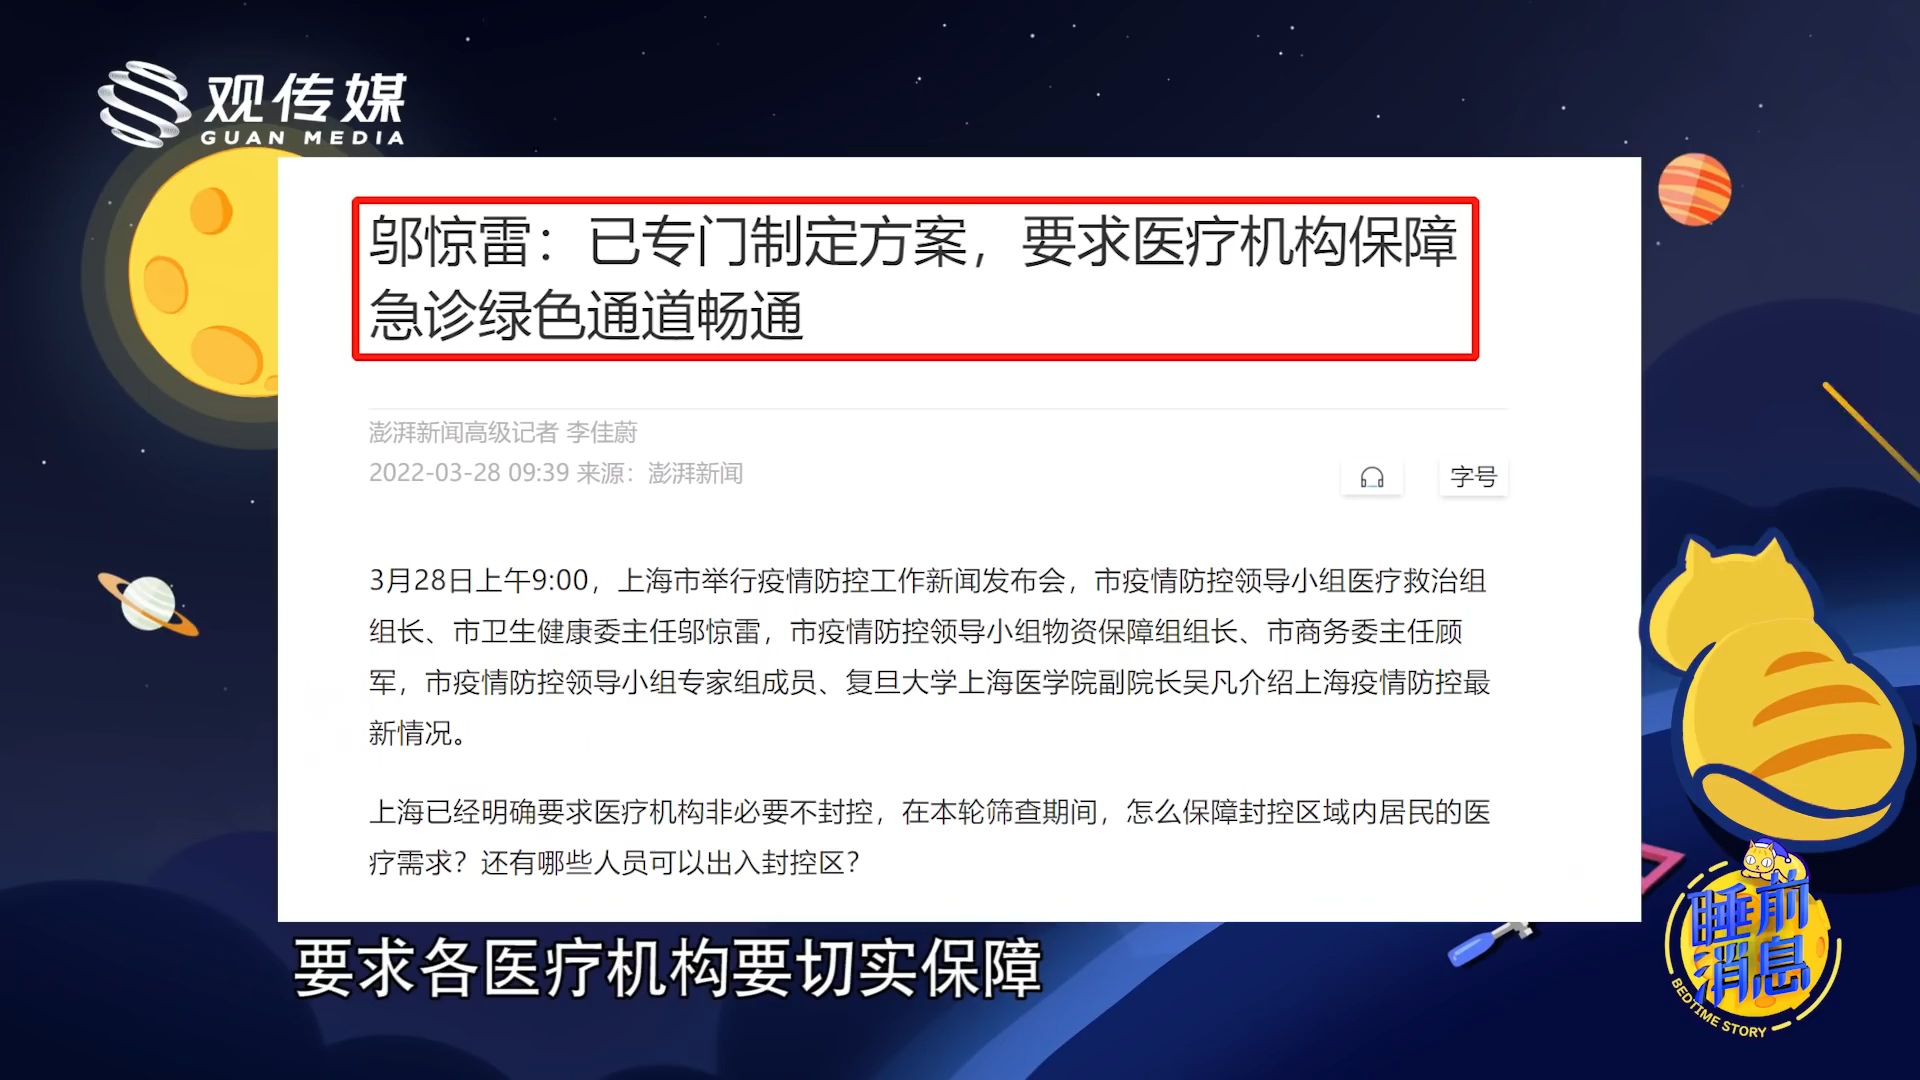 观传媒
GUAN MEDIA
邬惊雷：已专门制定方案，要求医疗机构保障
急诊绿色通道畅通
澎湃新闻高级记者 李佳蔚
2022-03-28 09:39 来源：澎湃新闻
字号
3月28日上午9:00，上海市举行疫情防控工作新闻发布会，市疫情防控领导小组医疗救治组
组长、市卫生健康委主任邬惊雷，市疫情防控领导小组物资保障组组长、市商务委主任顾
军，市疫情防控领导小组专家组成员、复旦大学上海医学院副院长吴凡介绍上海疫情防控最
新情况。
上海已经明确要求医疗机构非必要不封控，在本轮筛查期间，怎么保障封控区域内居民的医
疗需求？还有哪些人员可以出入封控区？
要求各医疗机构要切实保障
睡前
消息
BEDTIME STORY